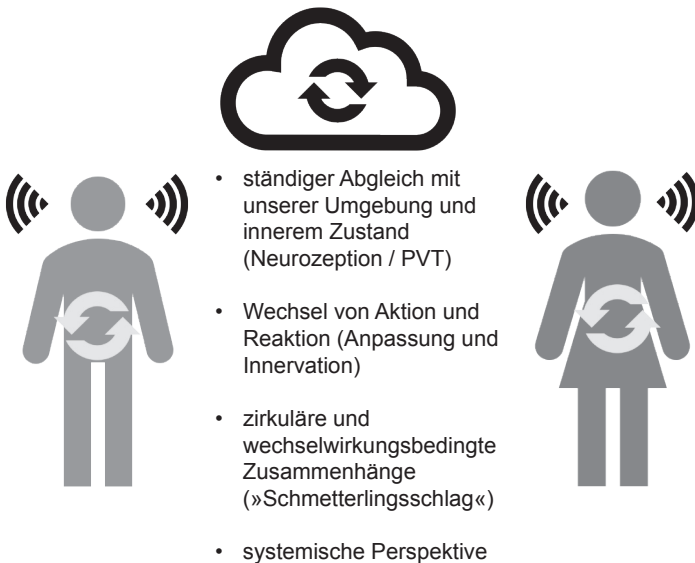 • ständiger Abgleich mit
unserer Umgebung und
innerem Zustand
(Neurozeption / PVT)
• Wechsel von Aktion und
Reaktion (Anpassung und
Innervation)
• zirkuläre und
wechselwirkungsbedingte
Zusammenhänge
(»Schmetterlingsschlag«)
• systemische Perspektive